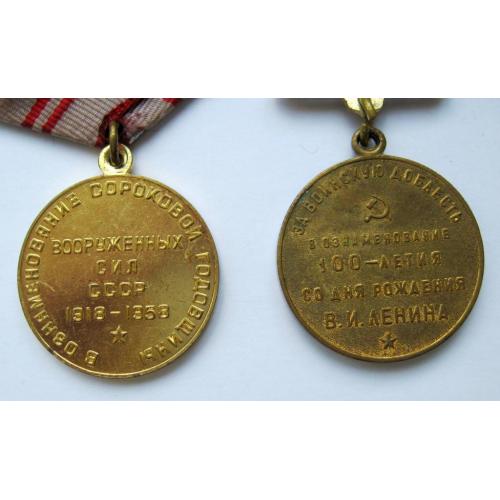 В ОЗНАМЕНОВАНИЕ СОРОКОВОЙ ГОДОВЩИНЫ
ВООРУЖЕННЫХ
СИЛ
СССР
1918-1958
ЗА ВОИНСКУЮ ДОБЛЕСТЬ
В ОЗНАМЕНОВАНИЕ
100-ЛЕТИЯ
СО ДНЯ РОЖДЕНИЯ
В.И. ЛЕНИНА